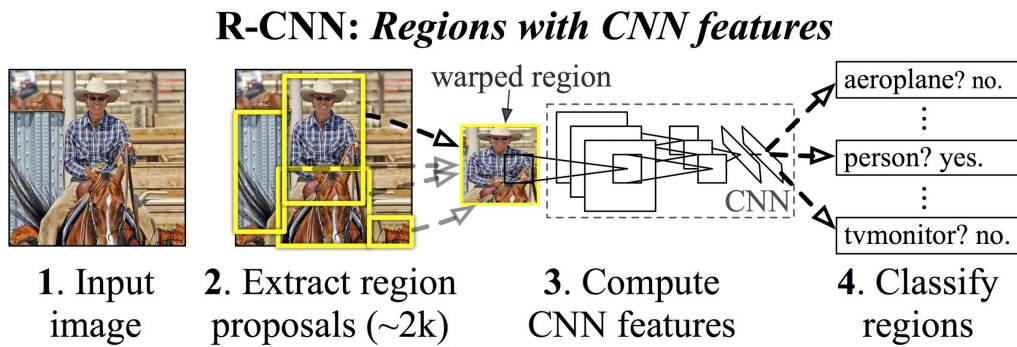 R-CNN: Regions with CNN features
warped region
CNN
aeroplane? no.
⋮
person? yes.
⋮
tvmonitor? no.
1. Input
image
2. Extract region
proposals (~2k)
3. Compute
CNN features
4. Classify
regions